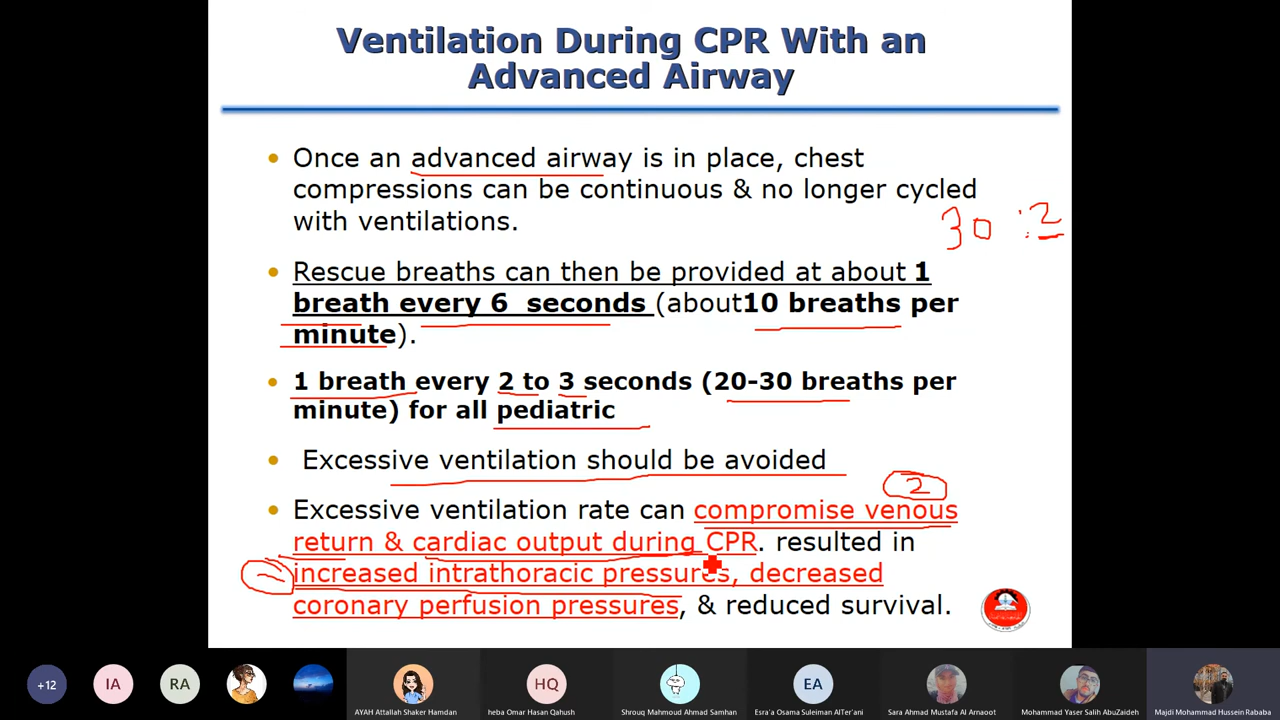 Ventilation During CPR With an
Advanced Airway
• Once an advanced airway is in place, chest
compressions can be continuous & no longer cycled
with ventilations.
30 :2
• Rescue breaths can then be provided at about 1
breath every 6 seconds (about10 breaths per
minute).
• 1 breath every 2 to 3 seconds (20-30 breaths per
minute) for all pediatric
• Excessive ventilation should be avoided
2
• Excessive ventilation rate can compromise venous
return & cardiac output during CPR. resulted in
increased intrathoracic pressures, decreased
coronary perfusion pressures, & reduced survival.
+12
IA
RA
HQ
EA
AYAH Attallah Shaker Hamdan
heba Omar Hasan Qahush
Shrouq Mahmoud Ahmad Samhan
Esra'a Osama Suleiman AlTer'ani
Sara Ahmad Mustafa Al Arnaoot
Mohammad Yaser Salih AbuZaideh
Majdi Mohammad Hussein Rababa